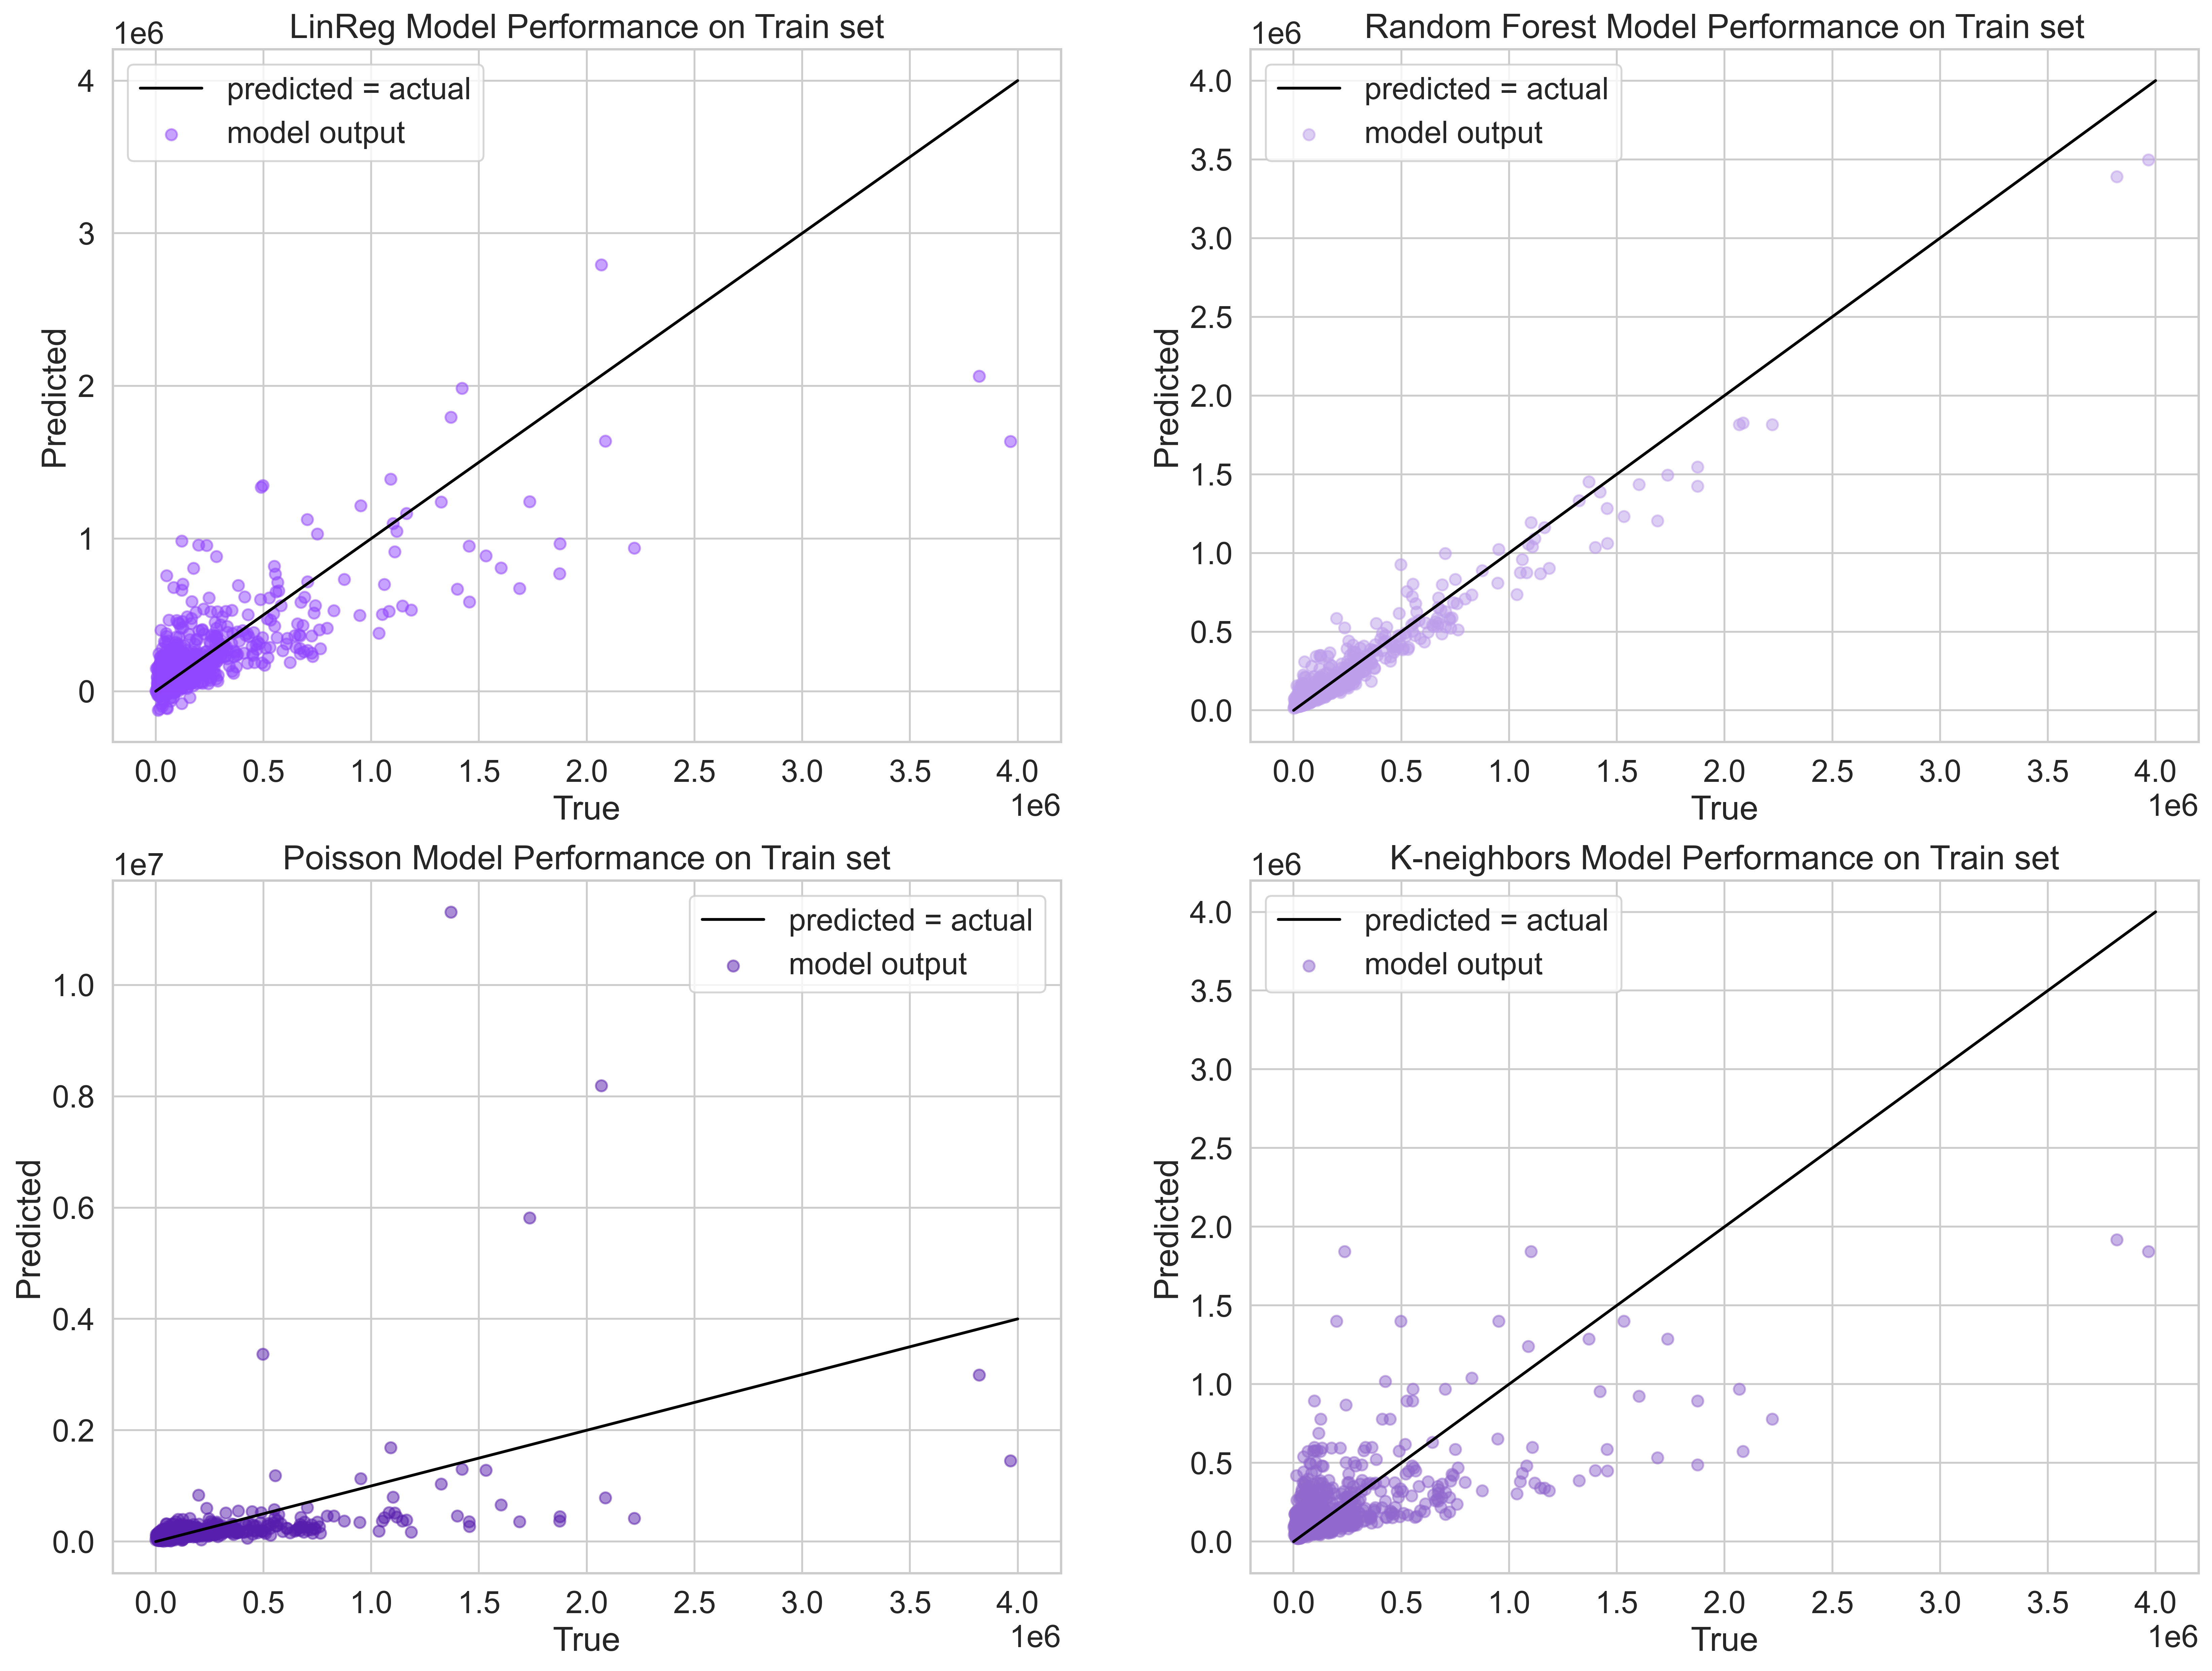 LinReg Model Performance on Train set
1e6
predicted = actual
model output
4
3
2
1
0
Predicted
0.0 0.5 1.0 1.5 2.0 2.5 3.0 3.5 4.0
True
1e6
Random Forest Model Performance on Train set
1e6
predicted = actual
model output
4.0
3.5
3.0
2.5
2.0
1.5
1.0
0.5
0.0
Predicted
0.0 0.5 1.0 1.5 2.0 2.5 3.0 3.5 4.0
True
1e6
Poisson Model Performance on Train set
1e7
predicted = actual
model output
1.0
0.8
0.6
0.4
0.2
0.0
Predicted
0.0 0.5 1.0 1.5 2.0 2.5 3.0 3.5 4.0
True
1e6
K-neighbors Model Performance on Train set
1e6
predicted = actual
model output
4.0
3.5
3.0
2.5
2.0
1.5
1.0
0.5
0.0
Predicted
0.0 0.5 1.0 1.5 2.0 2.5 3.0 3.5 4.0
True
1e6